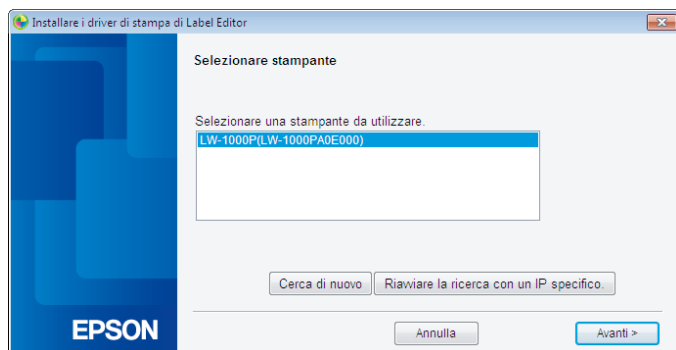 Installare i driver di stampa di Label Editor
Selezionare stampante
Selezionare una stampante da utilizzare.
LW-1000P(LW-1000PA0E000)
Cerca di nuovo
Riavviare la ricerca con un IP specifico.
EPSON
Annulla
Avanti >